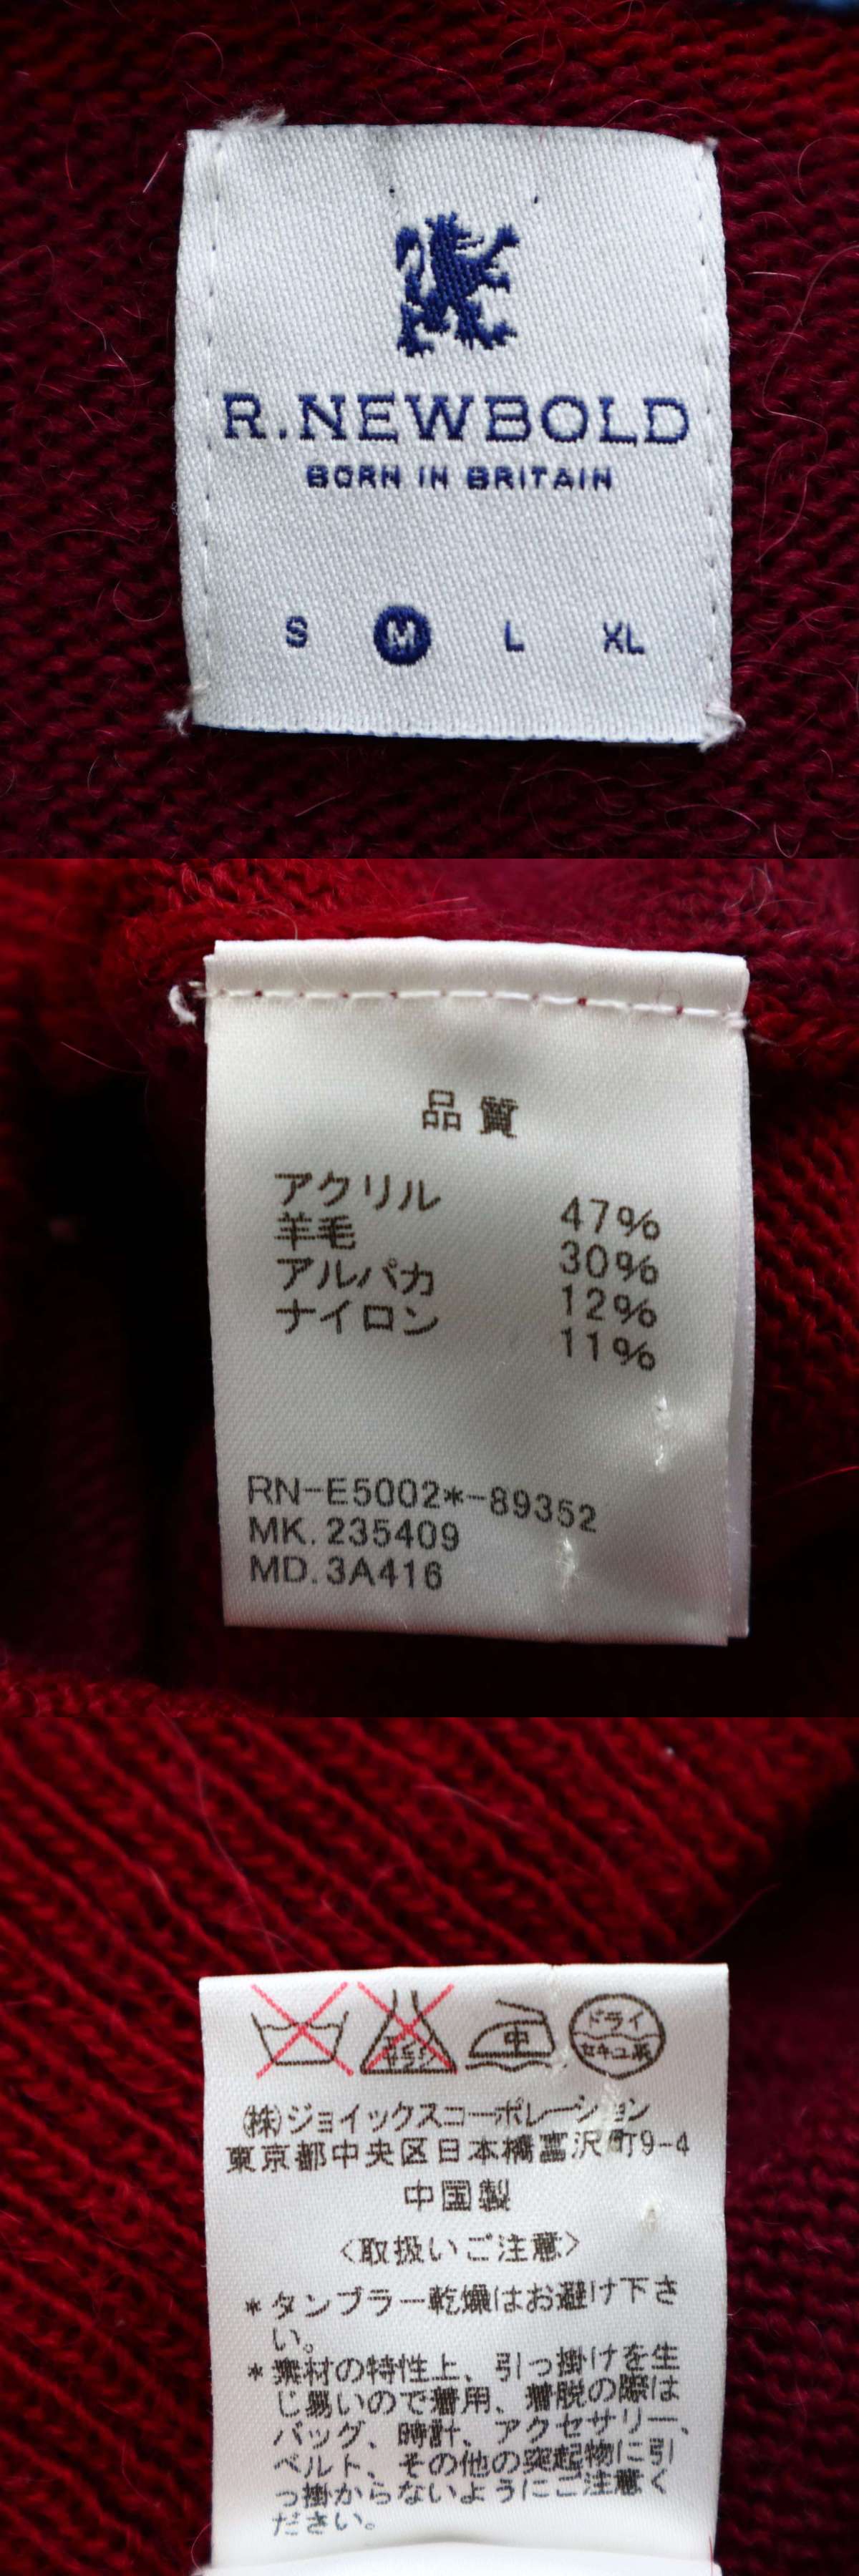 R.NEWBOLD
BORN IN BRITAIN
S M L XL
品質
アクリル 47%
羊毛 30%
アルパカ 12%
ナイロン 11%
RN-E5002*-89352
MK.235409
MD.3A416
エンソ
サラシ
中
ドライ
セキユ系
(株)ジョイックスコーポレーション
東京都中央区日本橋富沢町9-4
中国製
〈取扱いご注意〉
*タンブラー乾燥はお避け下さ
い。
*素材の特性上、引っ掛けを生
じ易いので着用、着脱の際は
バッグ、時計、アクセサリー、
ベルト、その他の突起物に引
っ掛からないようにご注意く
ださい。